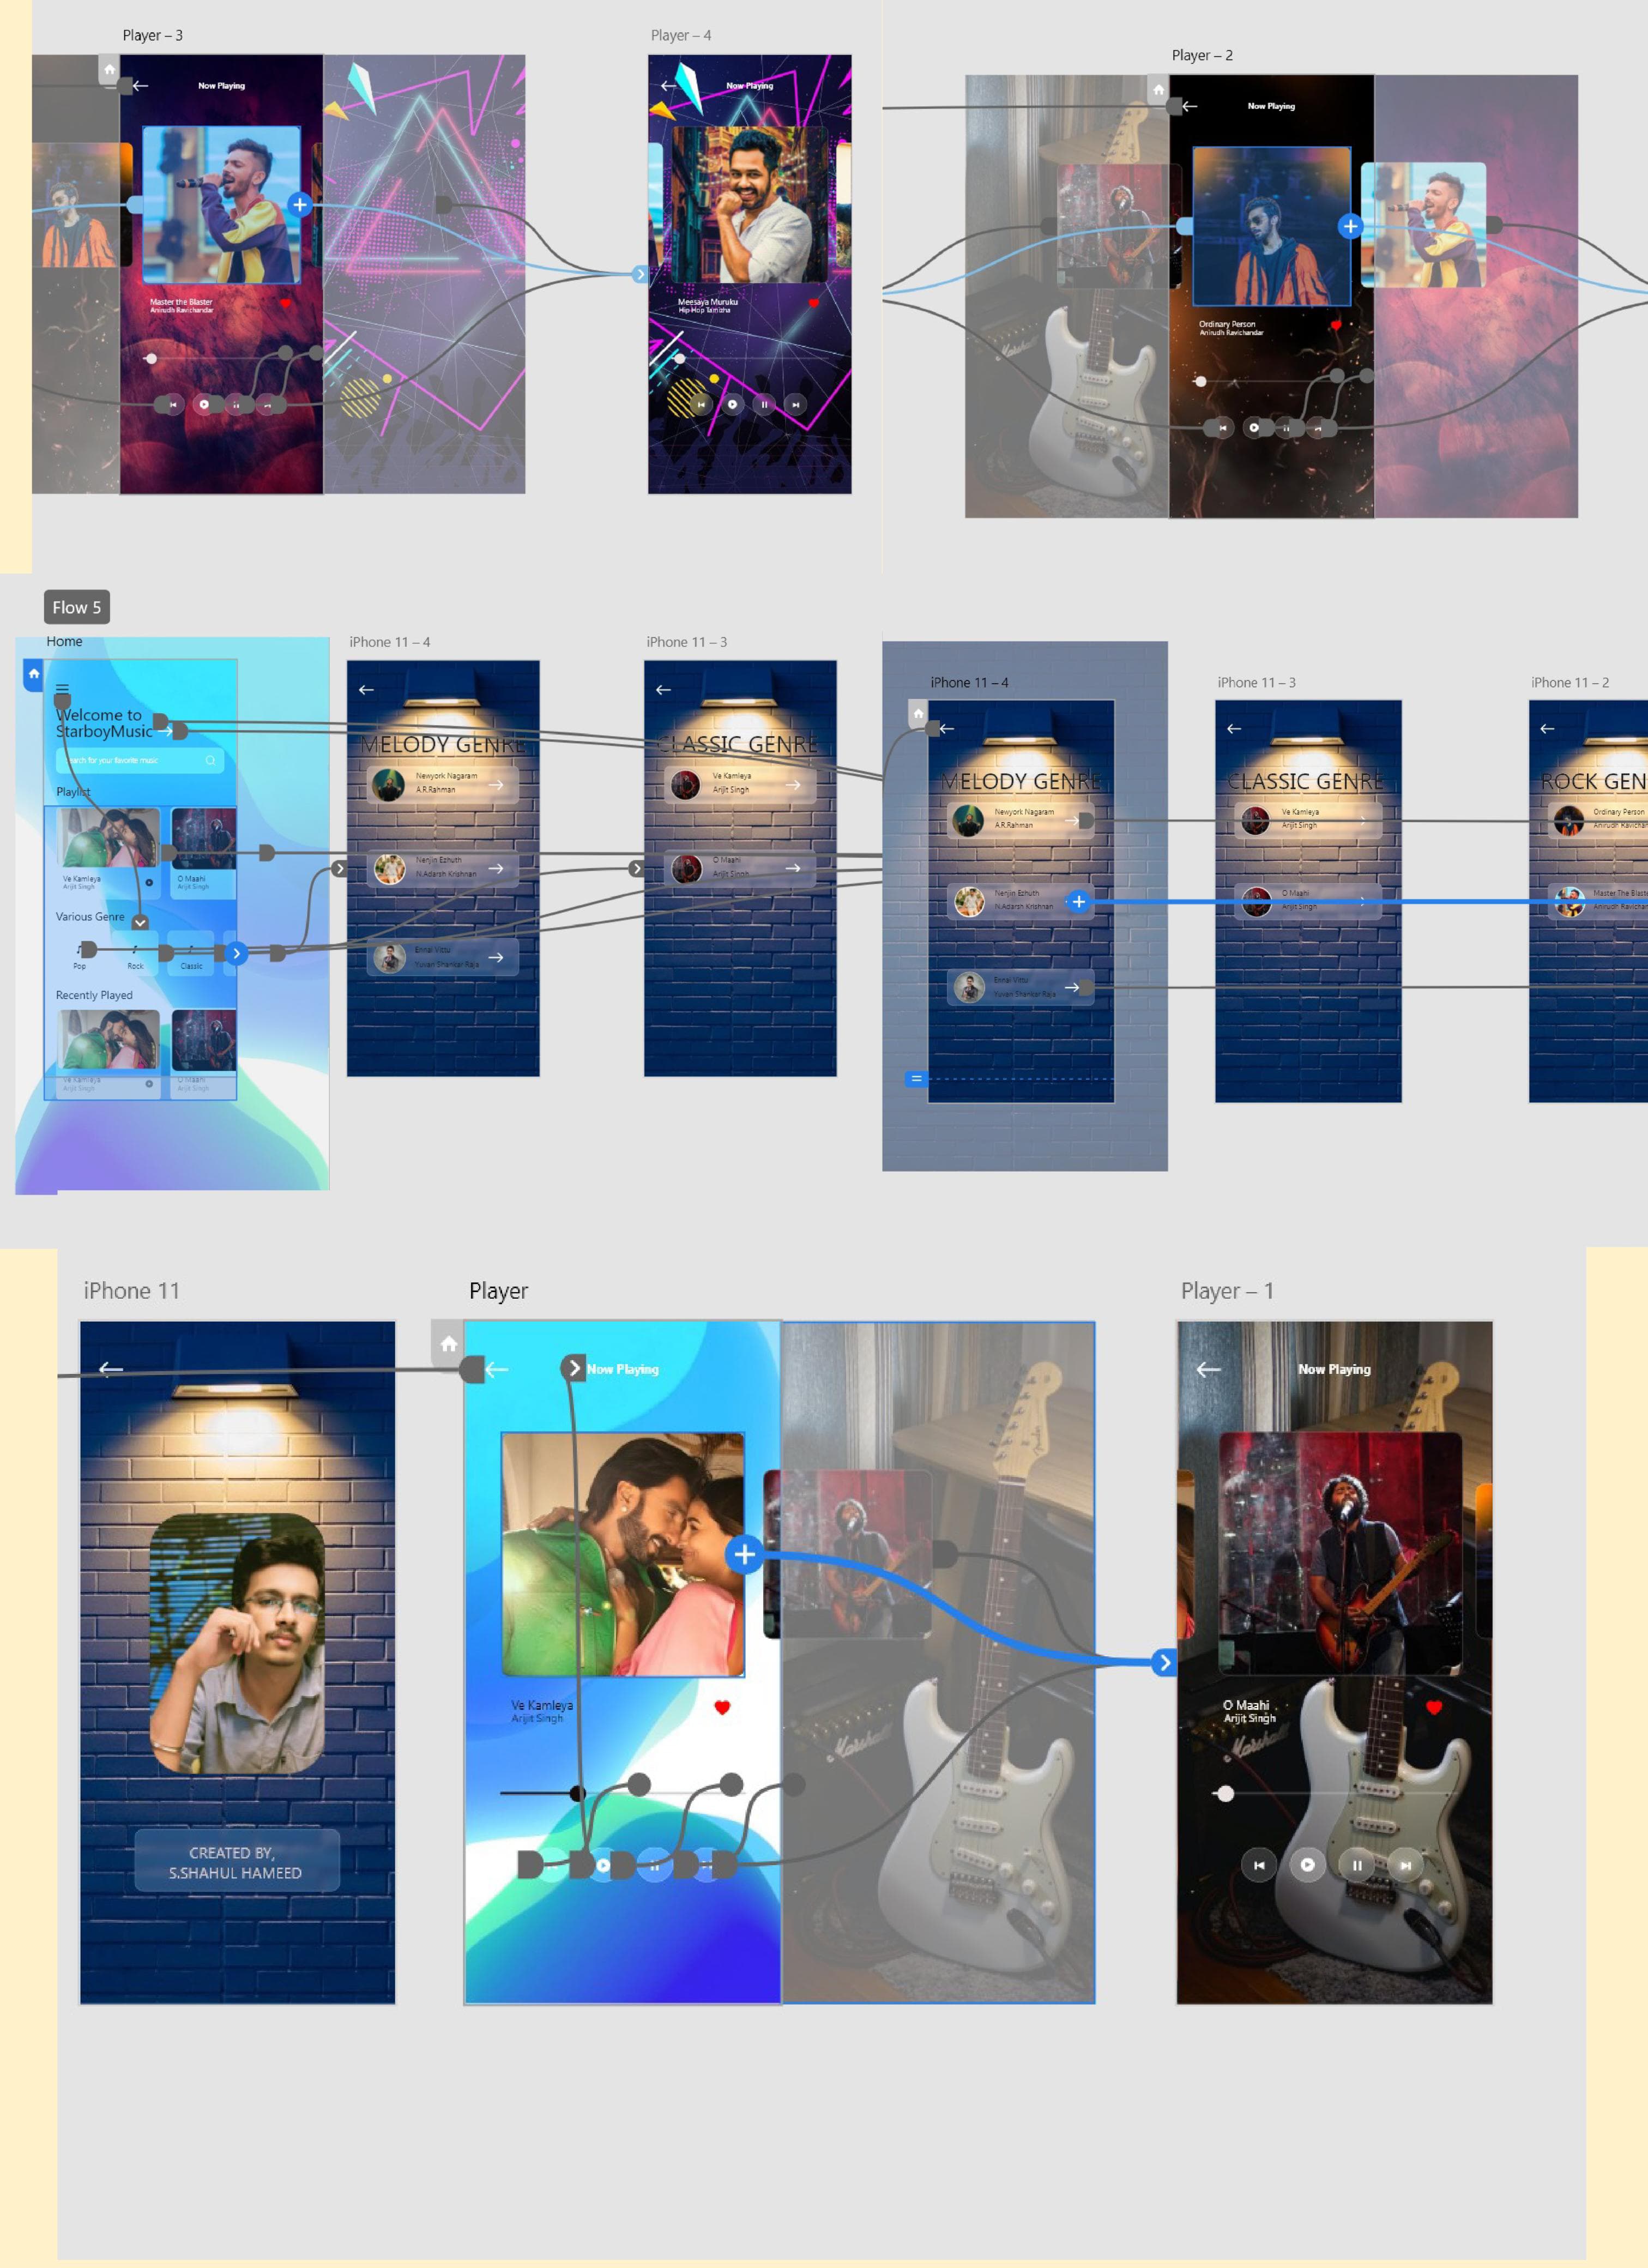 Player – 3
Now Playing
Master the Blaster
Anirudh Ravichandar
Player – 4
Now Playing
Meesaya Muruku
Hip Hop Tamizha
Player – 2
Now Playing
Marshall
Ordinary Person
Anirudh Ravichandar
Flow 5
Home
Welcome to
StarboyMusic
Search for your favorite music
Playlist
Ve Kamleya
Arijit Singh
O Maahi
Arijit Singh
Various Genre
Pop
Rock
Classic
Recently Played
Ve Kamleya
Arijit Singh
O Maahi
Arijit Singh
iPhone 11 – 4
MELODY GENRE
Newyork Nagaram
A.R.Rahman
Nenjin Ezhuth
N.Adarsh Krishnan
Ennai Vittu
Yuvan Shankar Raja
iPhone 11 – 3
CLASSIC GENRE
Ve Kamleya
Arijit Singh
O Maahi
Arijit Singh
iPhone 11 – 4
MELODY GENRE
Newyork Nagaram
A.R.Rahman
Nenjin Ezhuth
N.Adarsh Krishnan
Ennai Vittu
Yuvan Shankar Raja
iPhone 11 – 3
CLASSIC GENRE
Ve Kamleya
Arijit Singh
O Maahi
Arijit Singh
iPhone 11 – 2
ROCK GEN
Ordinary Person
Anirudh Ravichan
Master The Blaste
Anirudh Ravichan
iPhone 11
CREATED BY,
S.SHAHUL HAMEED
Player
Now Playing
Ve Kamleya
Arijit Singh
Marshall
Player – 1
Now Playing
O Maahi
Arijit Singh
Marshall